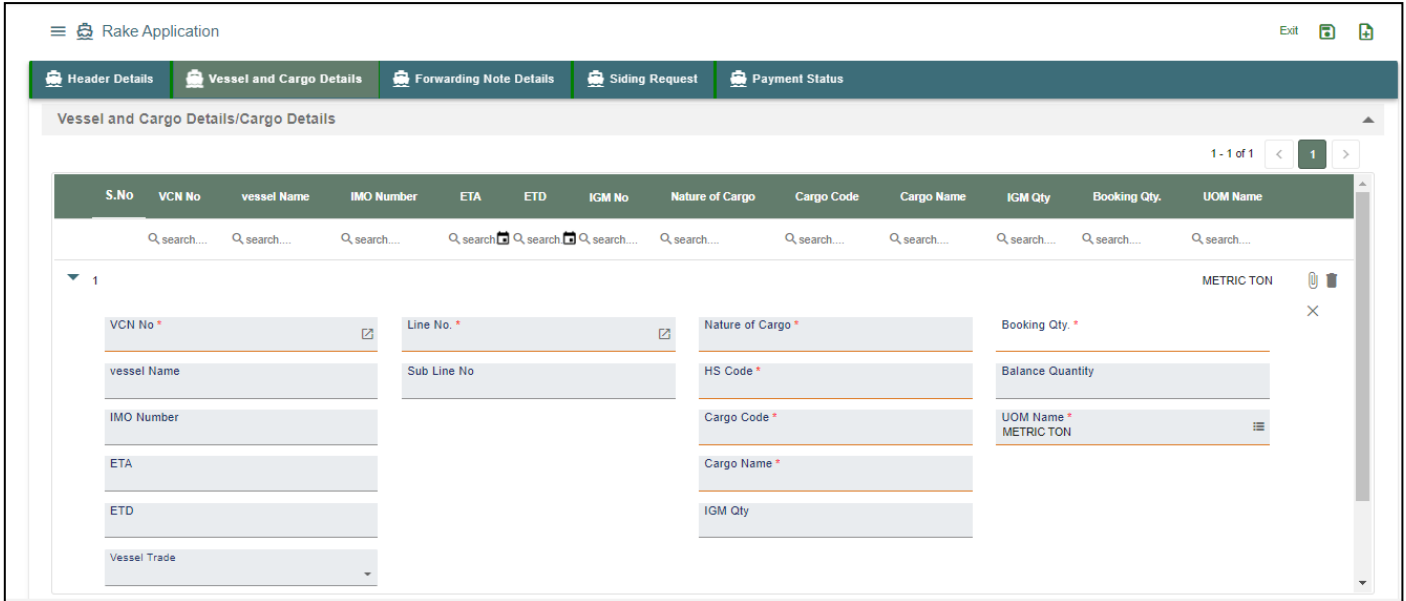 Rake Application Exit
Header Details Vessel and Cargo Details Forwarding Note Details Siding Request Payment Status
Vessel and Cargo Details/Cargo Details
1 - 1 of 1 < 1 >
S.No VCN No vessel Name IMO Number ETA ETD IGM No Nature of Cargo Cargo Code Cargo Name IGM Qty Booking Qty. UOM Name
search.... search.... search.... search search. search.... search.... search.... search.... search.... search.... search....
1 METRIC TON
VCN No * Line No. * Nature of Cargo * Booking Qty. *
vessel Name Sub Line No HS Code * Balance Quantity
IMO Number Cargo Code * UOM Name *
METRIC TON
ETA Cargo Name *
ETD IGM Qty
Vessel Trade